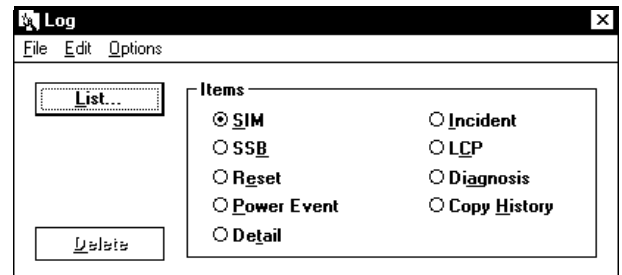 Log
File Edit Options
List...
Items
SIM
Incident
SSB
LCP
Reset
Diagnosis
Power Event
Copy History
Detail
Delete